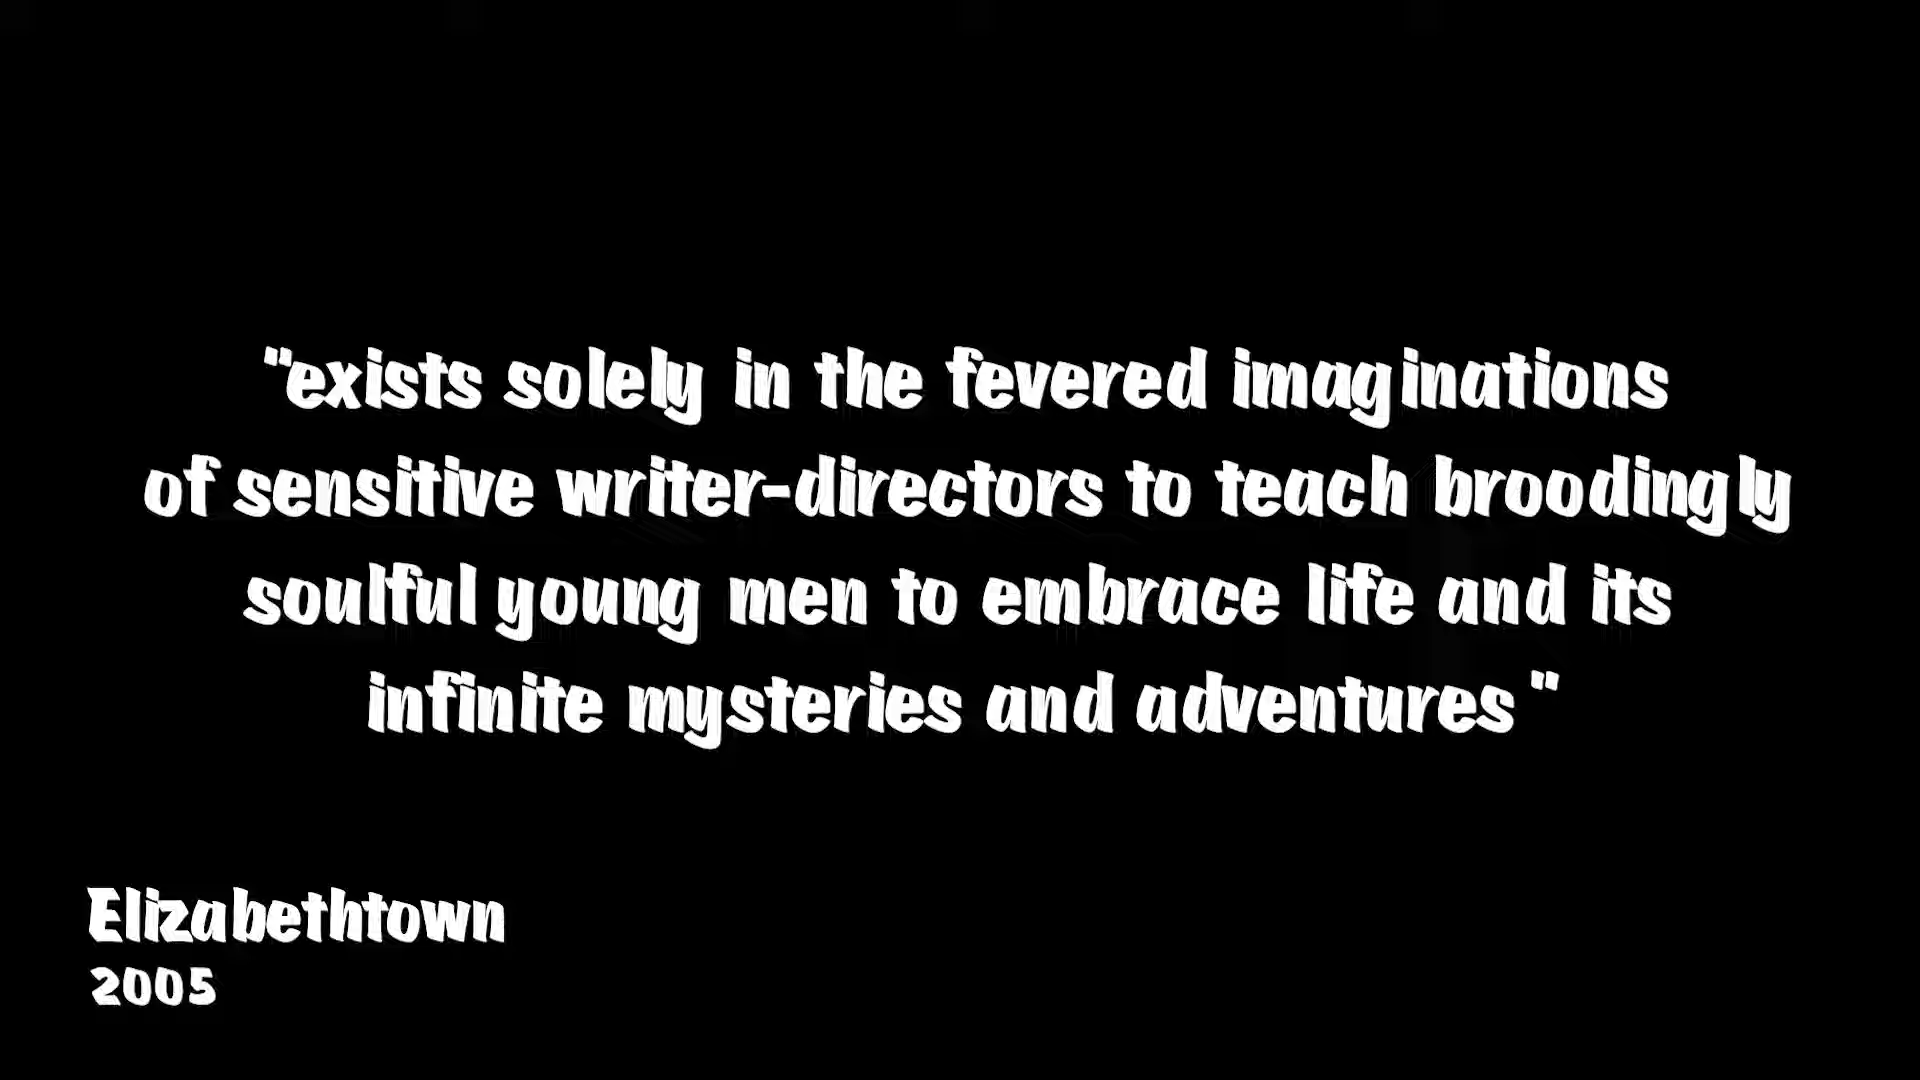 "exists solely in the fevered imaginations
of sensitive writer-directors to teach broodingly
soulful young men to embrace life and its
infinite mysteries and adventures"
Elizabethtown
2005